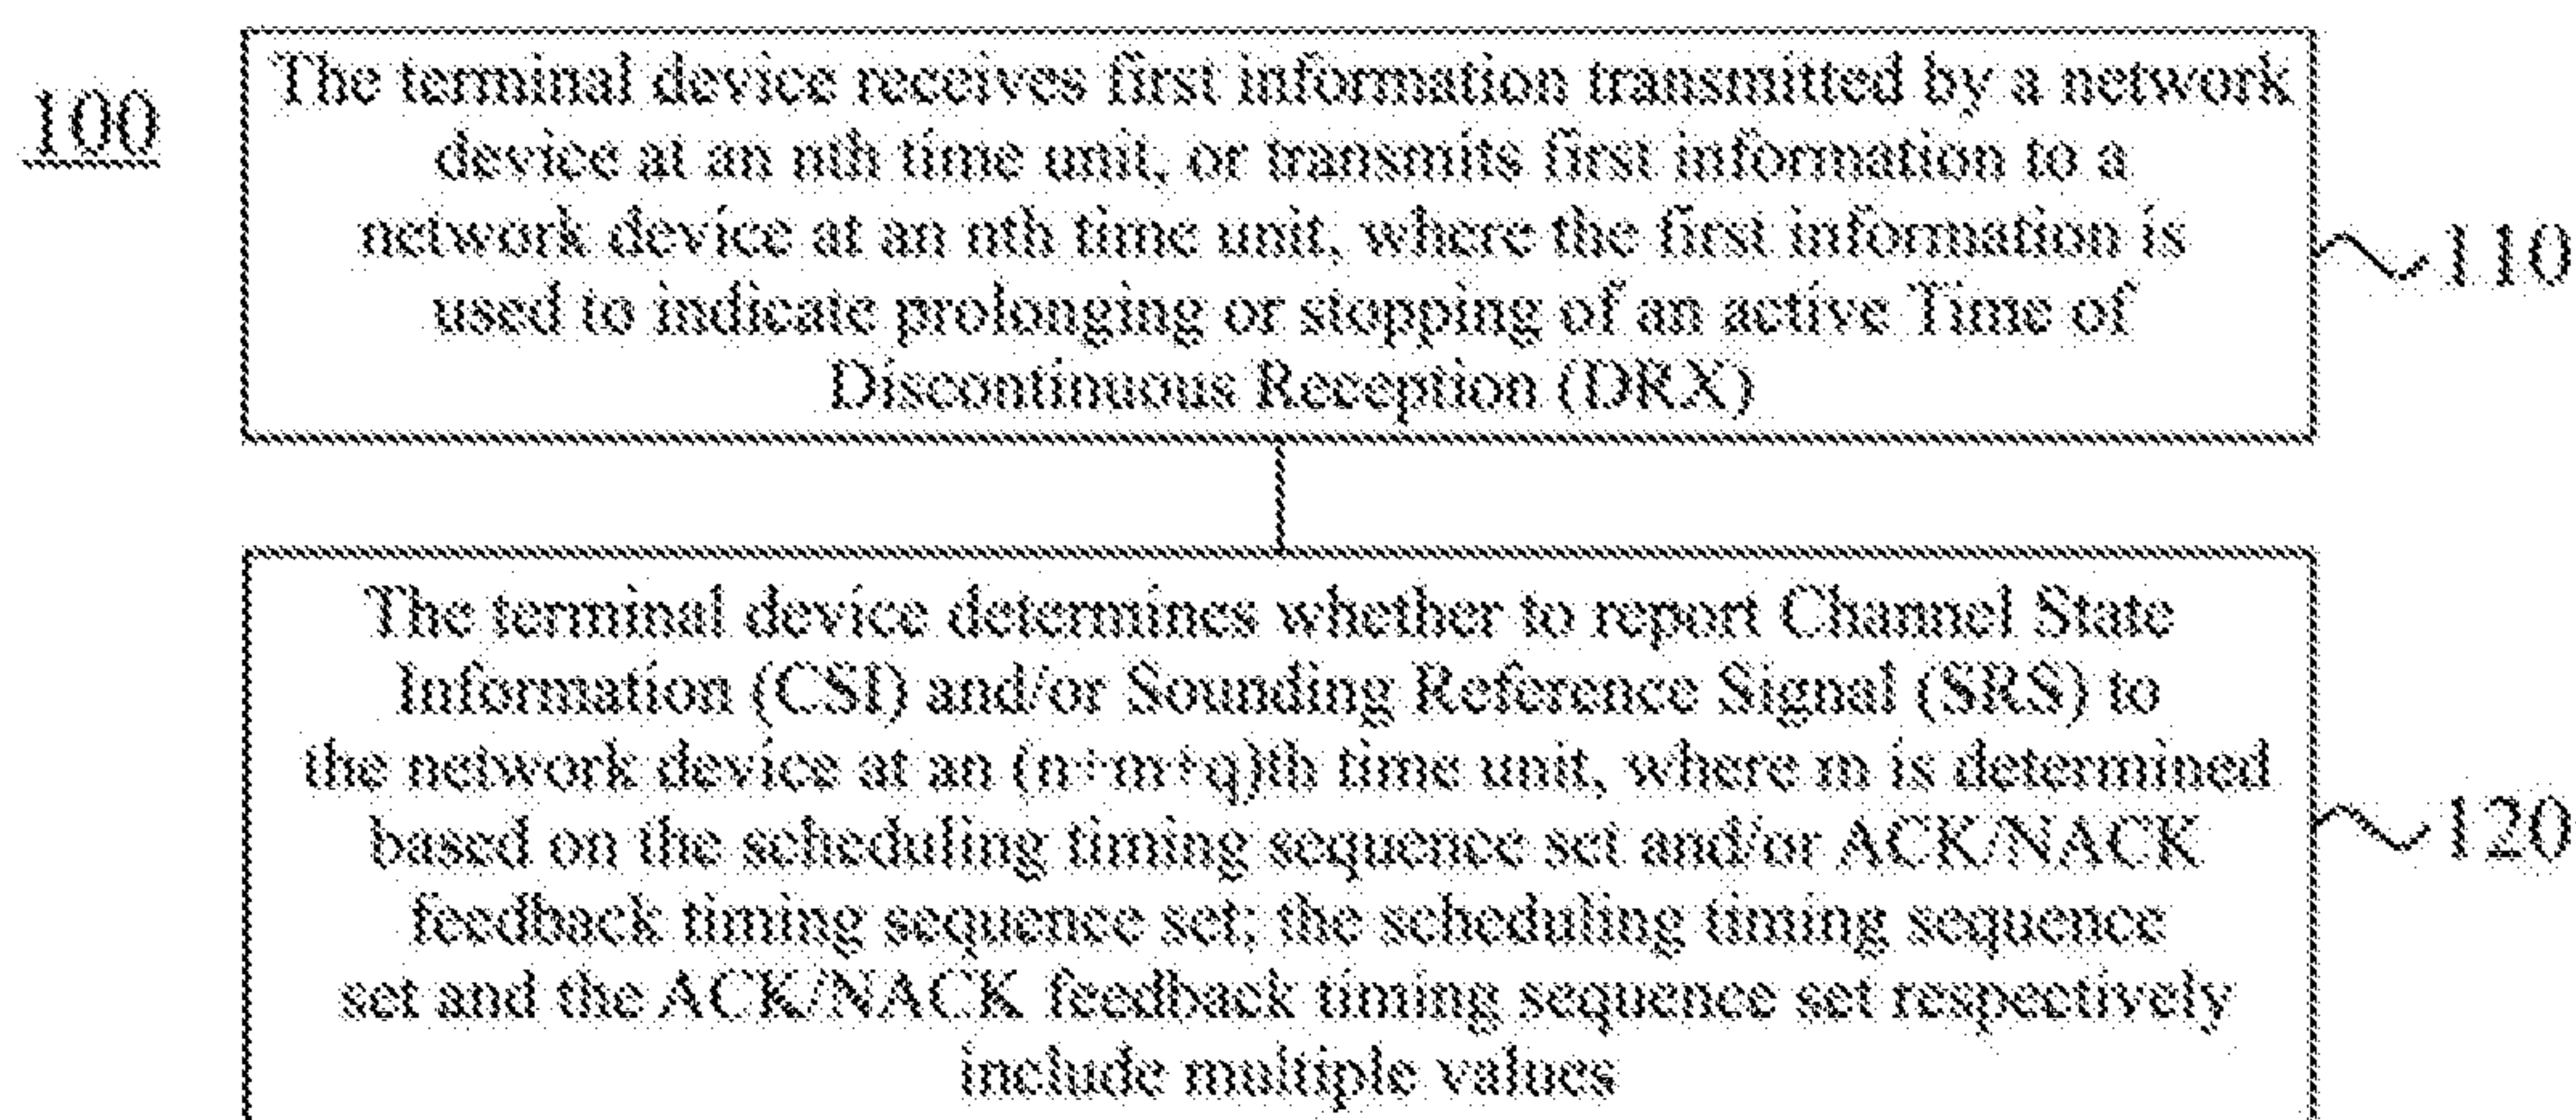 100
The terminal device receives first information transmitted by a network
device at an nth time unit, or transmits first information to a
network device at an nth time unit, where the first information is
used to indicate prolonging or stopping of an active Time of
Discontinuous Reception (DRX)
110
The terminal device determines whether to report Channel State
Information (CSI) and/or Sounding Reference Signal (SRS) to
the network device at an (n+m+q)th time unit, where m is determined
based on the scheduling timing sequence set and/or ACK/NACK
feedback timing sequence set; the scheduling timing sequence
set and the ACK/NACK feedback timing sequence set respectively
include multiple values
120